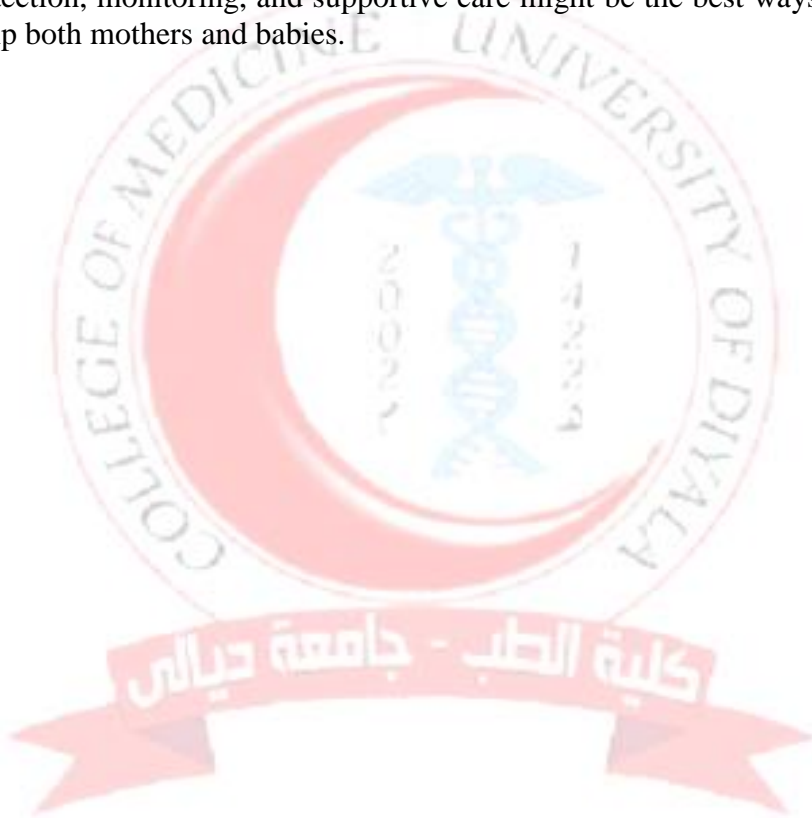 ection, monitoring, and supportive care might be the best ways
p both mothers and babies.
COLLEGE OF MEDICINE UNIVERSITY OF DIYALA
كلية الطب - جامعة ديالى